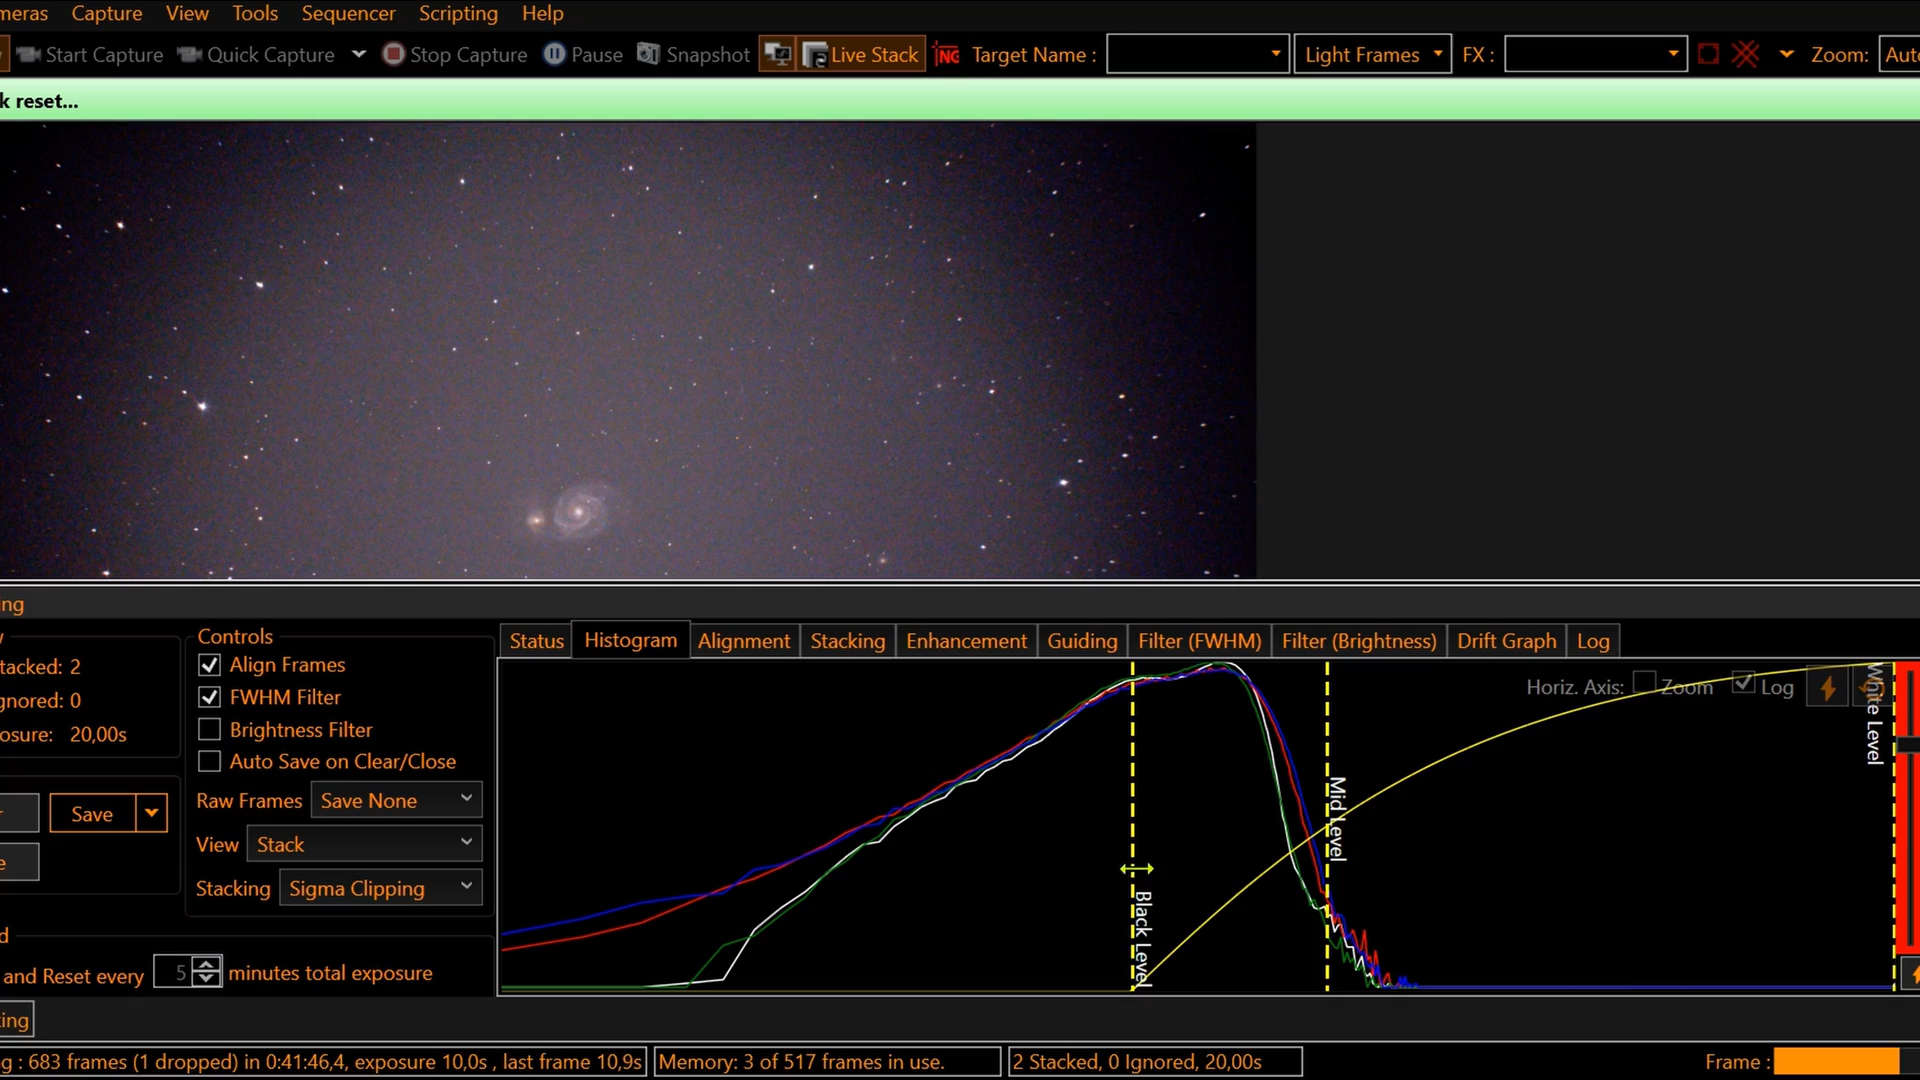 meras Capture View Tools Sequencer Scripting Help
Start Capture Quick Capture Stop Capture Pause Snapshot Live Stack Target Name : Light Frames FX : Zoom: Auto
k reset...
ing
Controls
tacked: 2
gnored: 0
osure: 20,00s
Align Frames
FWHM Filter
Brightness Filter
Auto Save on Clear/Close
Raw Frames Save None
View Stack
Stacking Sigma Clipping
Save
and Reset every 5 minutes total exposure
Status Histogram Alignment Stacking Enhancement Guiding Filter (FWHM) Filter (Brightness) Drift Graph Log
Horiz. Axis: Zoom Log
Black Level
Mid Level
White Level
ing
g : 683 frames (1 dropped) in 0:41:46,4, exposure 10,0s , last frame 10,9s
Memory: 3 of 517 frames in use.
2 Stacked, 0 Ignored, 20,00s
Frame :